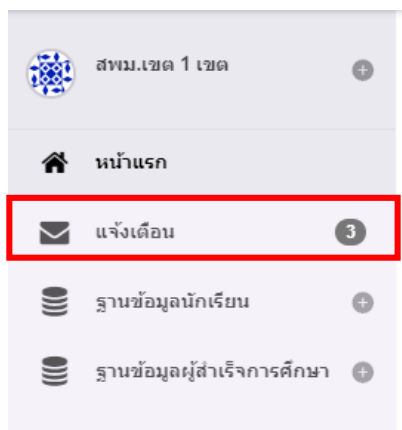 สพม.เขต 1 เขต
หน้าแรก
แจ้งเตือน 3
ฐานข้อมูลนักเรียน
ฐานข้อมูลผู้สำเร็จการศึกษา